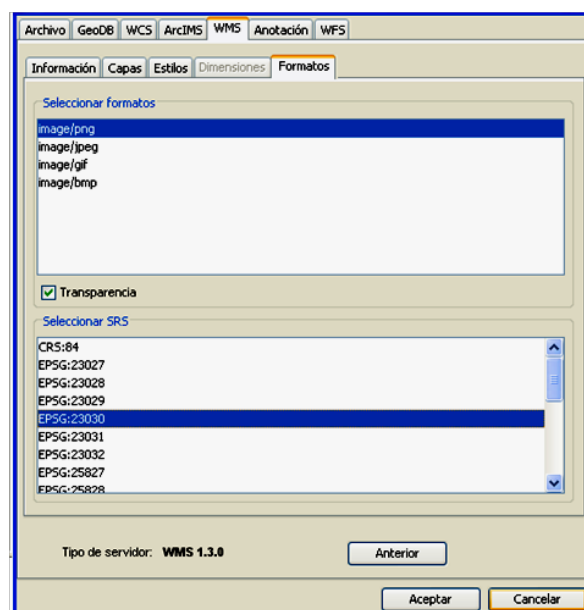 Archivo GeoDB WCS ArcIMS WMS Anotación WFS
Información Capas Estilos Dimensiones Formatos
Seleccionar formatos
image/png
image/jpeg
image/gif
image/bmp
Transparencia
Seleccionar SRS
CRS:84
EPSG:23027
EPSG:23028
EPSG:23029
EPSG:23030
EPSG:23031
EPSG:23032
EPSG:25827
EPSG:25828
Tipo de servidor: WMS 1.3.0
Anterior
Aceptar Cancelar